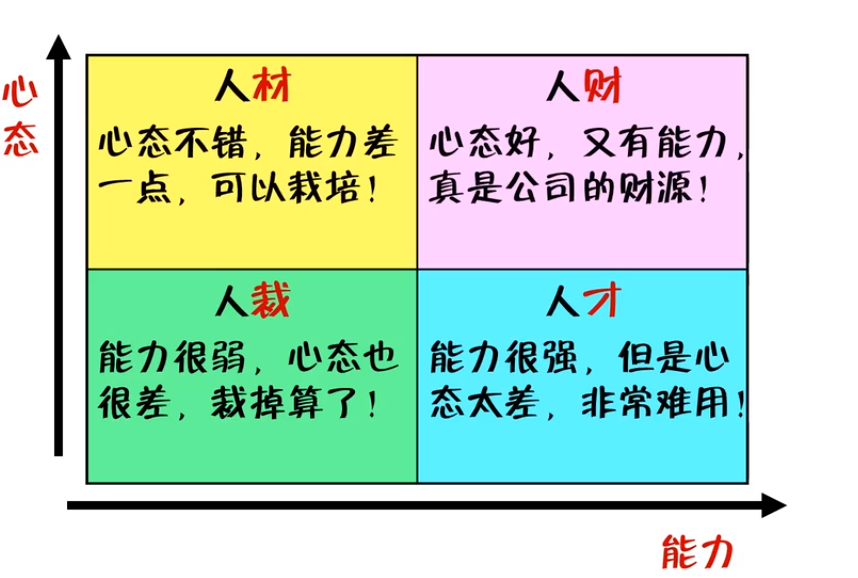 心态
人材
心态不错，能力差
一点，可以栽培！
人财
心态好，又有能力，
真是公司的财源！
人裁
能力很弱，心态也
很差，裁掉算了！
人才
能力很强，但是心
态太差，非常难用！
能力